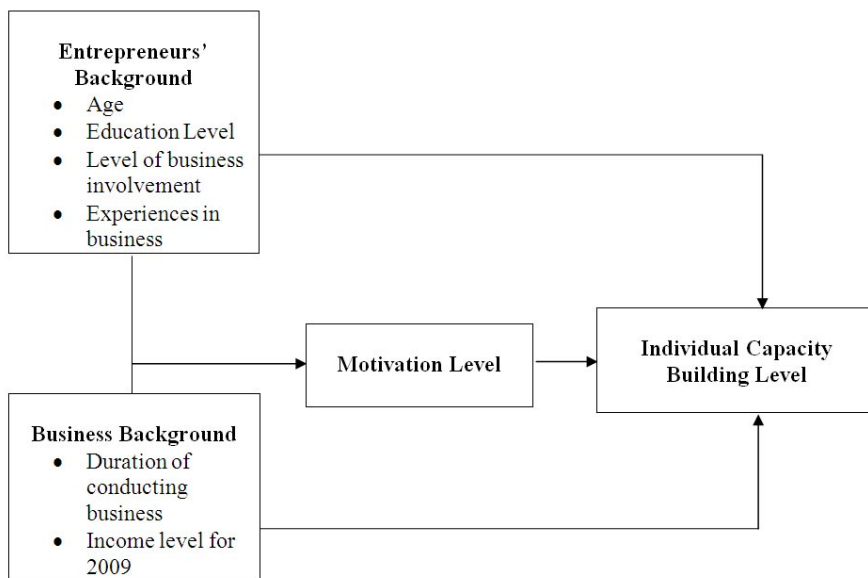 Entrepreneurs’
Background
• Age
• Education Level
• Level of business
involvement
• Experiences in
business
Motivation Level
Individual Capacity
Building Level
Business Background
• Duration of
conducting
business
• Income level for
2009